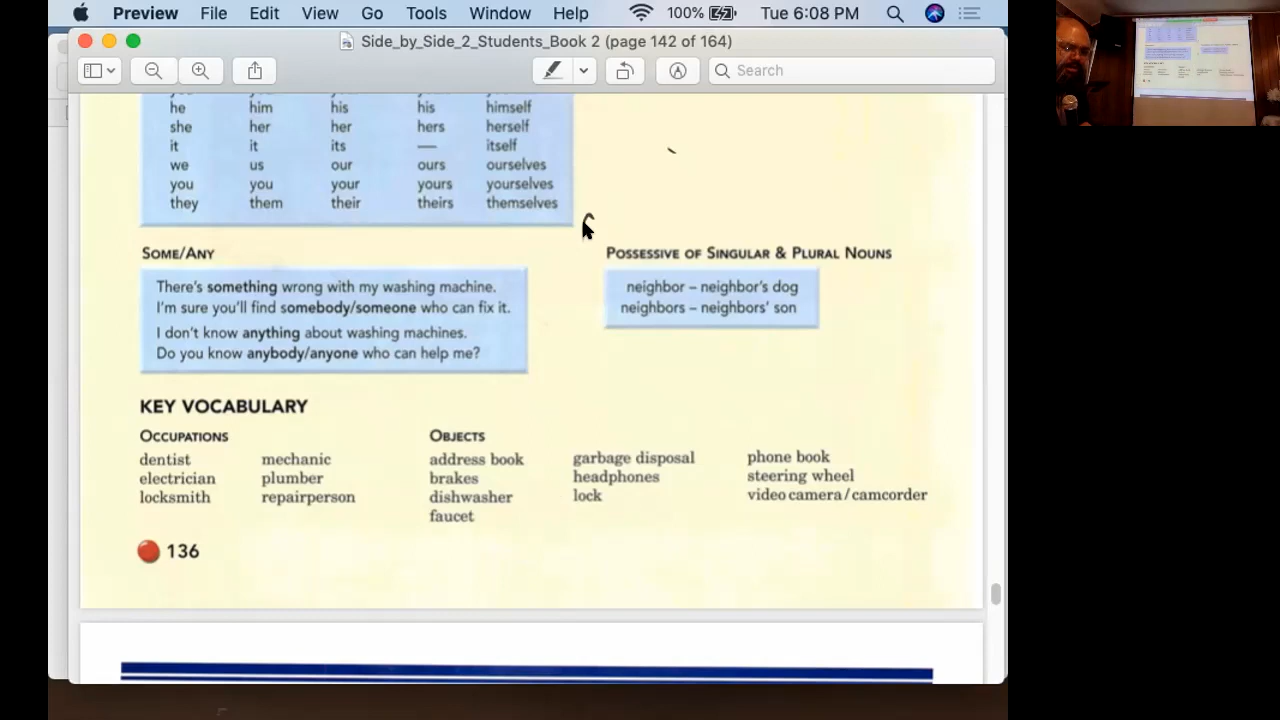 Preview File Edit View Go Tools Window Help 100% Tue 6:08 PM
Side_by_Side_2_Students_Book 2 (page 142 of 164)
Search
he him his his himself
she her her hers herself
it it its — itself
we us our ours ourselves
you you your yours yourselves
they them their theirs themselves
SOME/ANY
There's something wrong with my washing machine.
I'm sure you'll find somebody/someone who can fix it.
I don't know anything about washing machines.
Do you know anybody/anyone who can help me?
POSSESSIVE OF SINGULAR & PLURAL NOUNS
neighbor – neighbor's dog
neighbors – neighbors' son
KEY VOCABULARY
OCCUPATIONS
dentist mechanic
electrician plumber
locksmith repairperson
OBJECTS
address book garbage disposal phone book
brakes headphones steering wheel
dishwasher lock video camera/camcorder
faucet
136